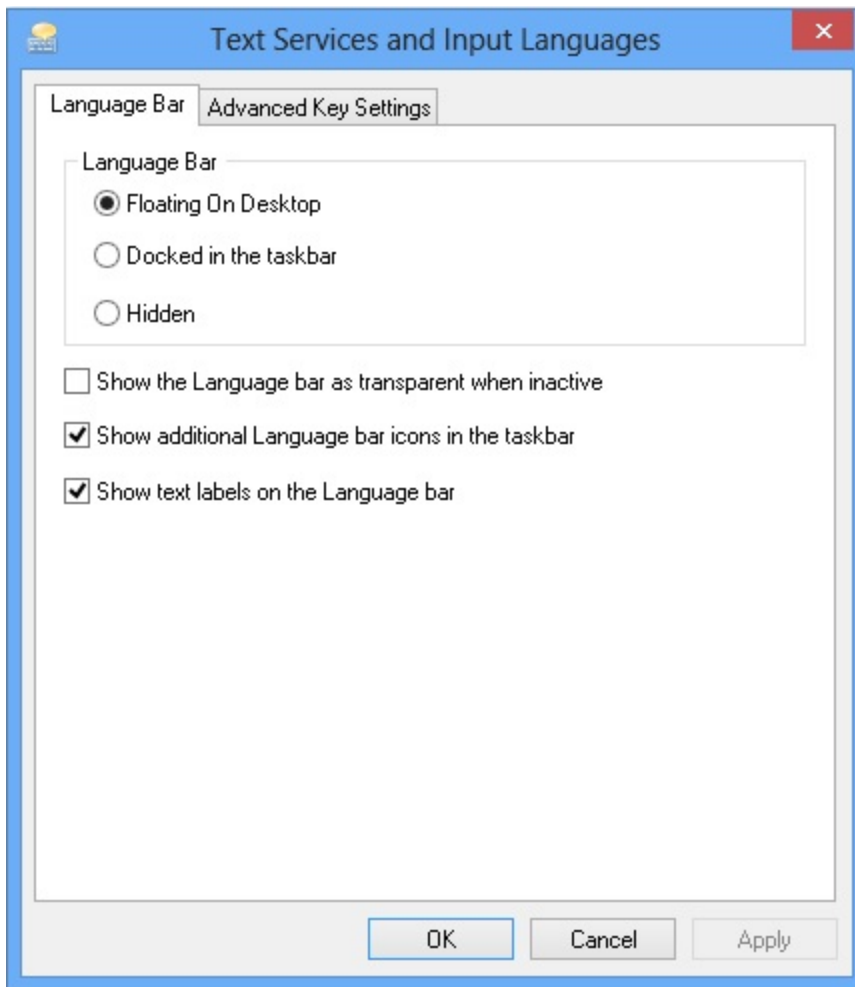 Text Services and Input Languages
Language Bar
Advanced Key Settings
Language Bar
Floating On Desktop
Docked in the taskbar
Hidden
Show the Language bar as transparent when inactive
Show additional Language bar icons in the taskbar
Show text labels on the Language bar
OK
Cancel
Apply